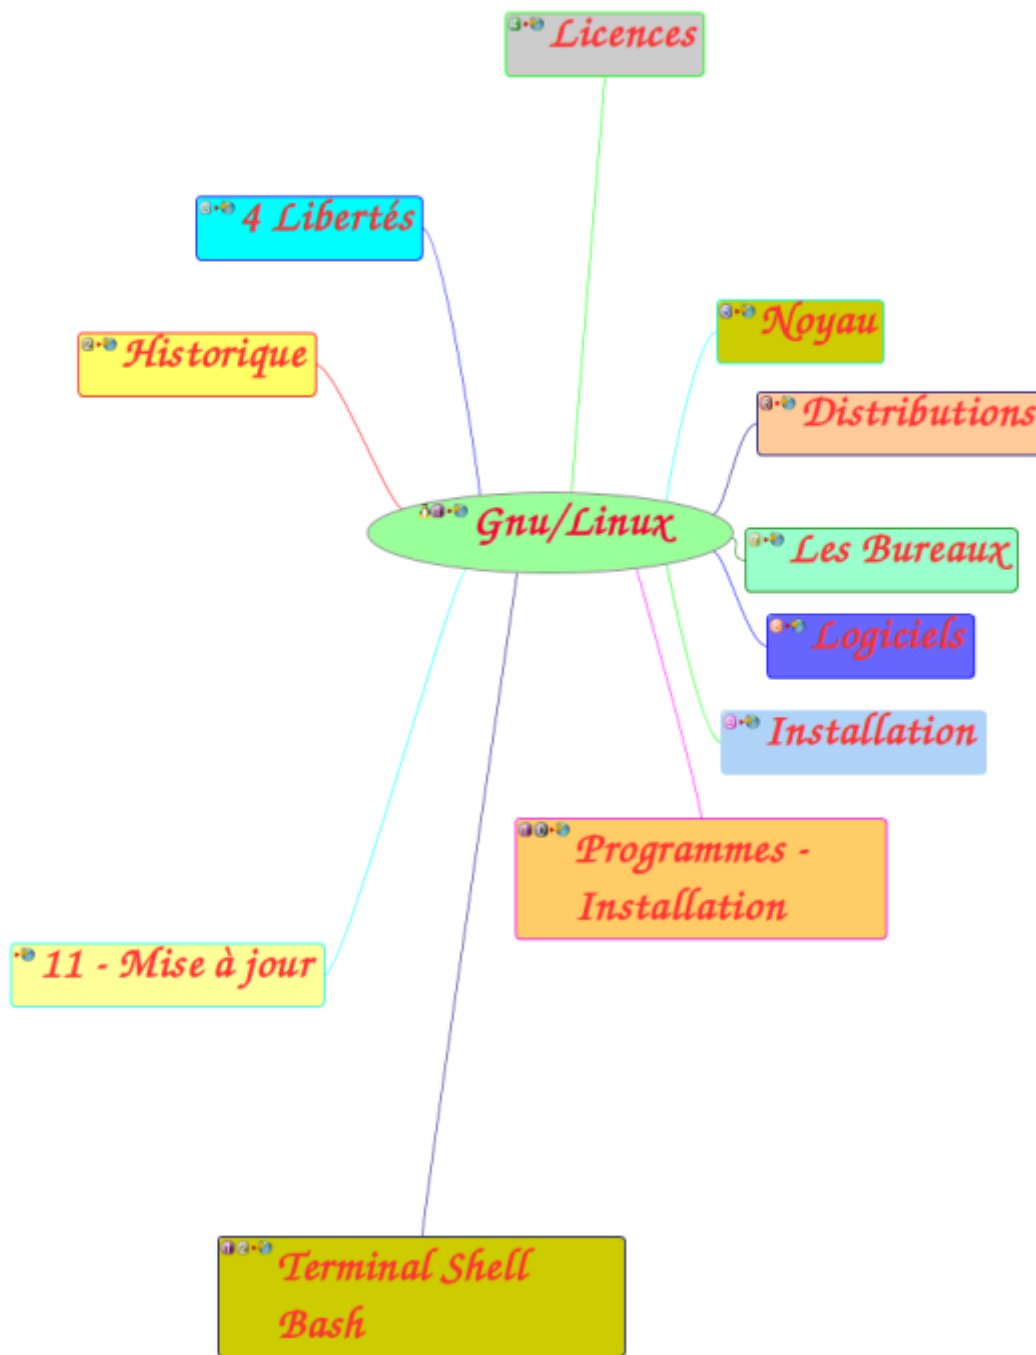 Licences
4 Libertés
Noyau
Historique
Distributions
Gnu/Linux
Les Bureaux
Logiciels
Installation
Programmes -
Installation
11 - Mise à jour
Terminal Shell
Bash